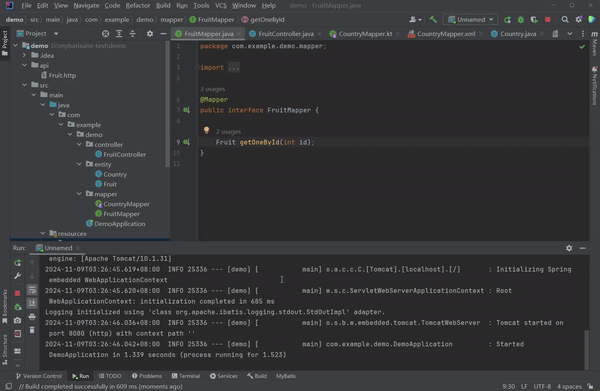 File Edit View Navigate Code Refactor Build Run Tools VCS Window Help demo - FruitMapper.java
demo src main java com example demo mapper FruitMapper getOneById
Unnamed
Project
FruitMapper.java FruitController.java CountryMapper.kt CountryMapper.xml Country.java
demo D:\mybatisUse-test\demo
.idea
api
Fruit.http
src
main
java
com
example
demo
controller
FruitController
entity
Country
Fruit
mapper
CountryMapper
FruitMapper
DemoApplication
resources
1 package com.example.demo.mapper;
2
3 import ...
6
3 usages
7 @Mapper
public interface FruitMapper {
2 usages
9 Fruit getOneById(int id);
10 }
11
Project
Bookmarks
Structure
Maven
Notifications
Run: Unnamed
engine: [Apache Tomcat/10.1.31]
2024-11-09T03:26:45.619+08:00 INFO 25336 --- [demo] [ main] o.a.c.c.C.[Tomcat].[localhost].[/] : Initializing Spring
embedded WebApplicationContext
2024-11-09T03:26:45.620+08:00 INFO 25336 --- [demo] [ main] w.s.c.ServletWebServerApplicationContext : Root
WebApplicationContext: initialization completed in 685 ms
Logging initialized using 'class org.apache.ibatis.logging.stdout.StdOutImpl' adapter.
2024-11-09T03:26:46.036+08:00 INFO 25336 --- [demo] [ main] o.s.b.w.embedded.tomcat.TomcatWebServer : Tomcat started on
port 8080 (http) with context path ''
2024-11-09T03:26:46.042+08:00 INFO 25336 --- [demo] [ main] com.example.demo.DemoApplication : Started
DemoApplication in 1.339 seconds (process running for 1.523)
Version Control Run TODO Problems Terminal Services Build MyBatis
Build completed successfully in 609 ms (moments ago) 9:30 LF UTF-8 4 spaces